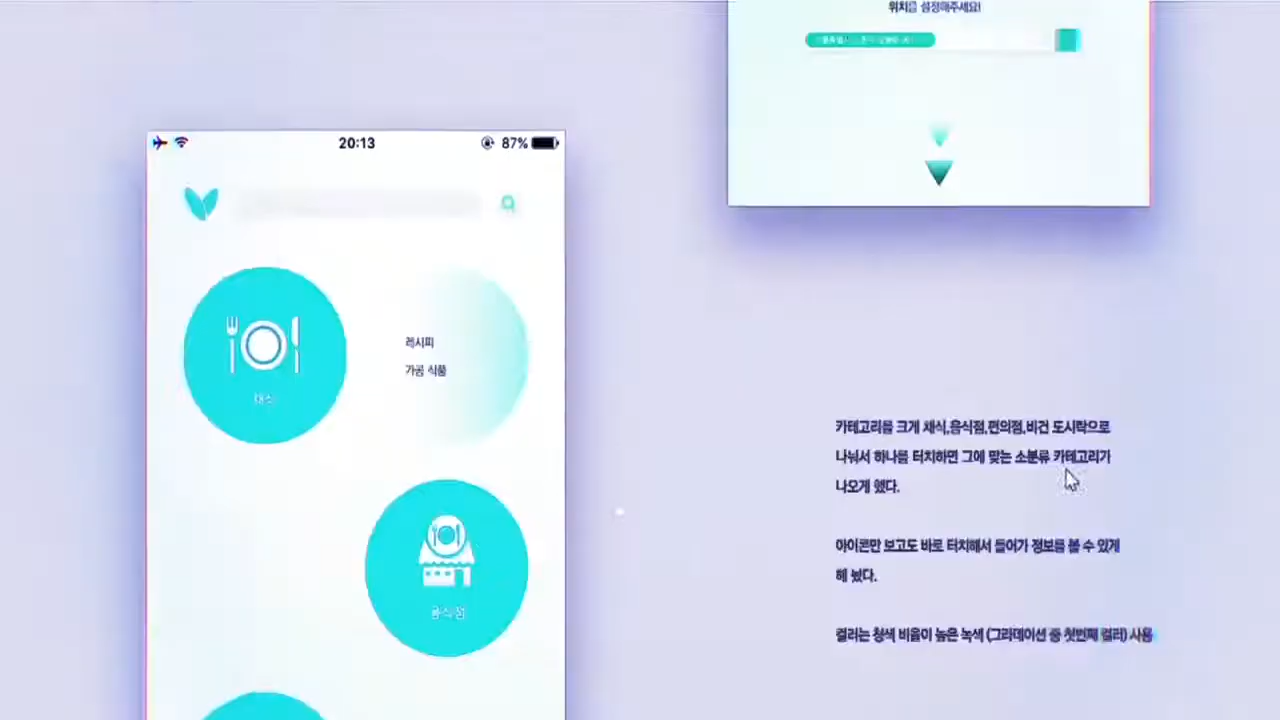 위치를 설정해주세요!
20:13
87%
레시피
가공 식품
채식
음식점
카테고리를 크게 채식,음식점,편의점,비건 도시락으로
나눠서 하나를 터치하면 그에 맞는 소분류 카테고리가
나오게 했다.
아이콘만 보고도 바로 터치해서 들어가 정보를 볼 수 있게
해 놨다.
컬러는 청색 비율이 높은 녹색 (그라데이션 중 첫번째 컬러) 사용